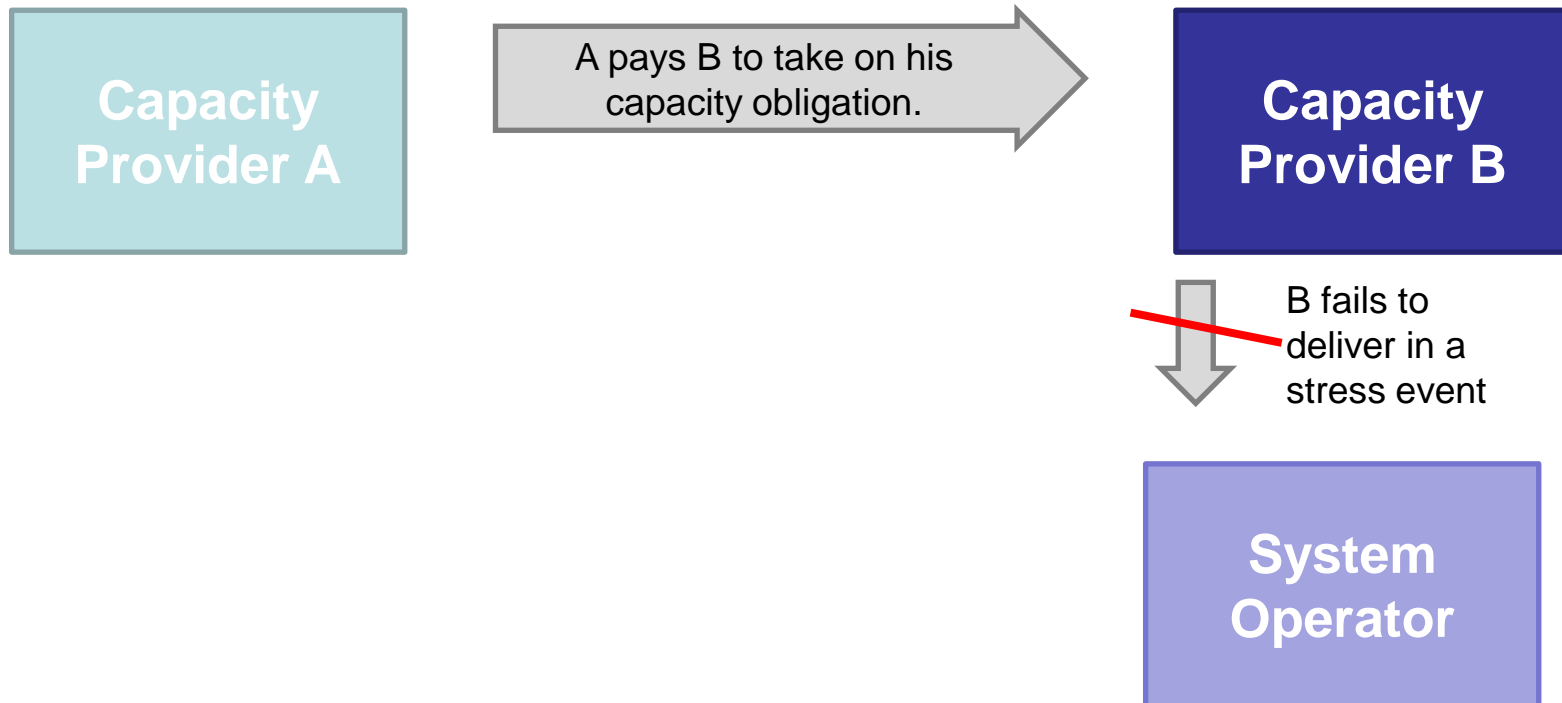 Capacity
Provider A
A pays B to take on his
capacity obligation.
Capacity
Provider B
B fails to
deliver in a
stress event
System
Operator